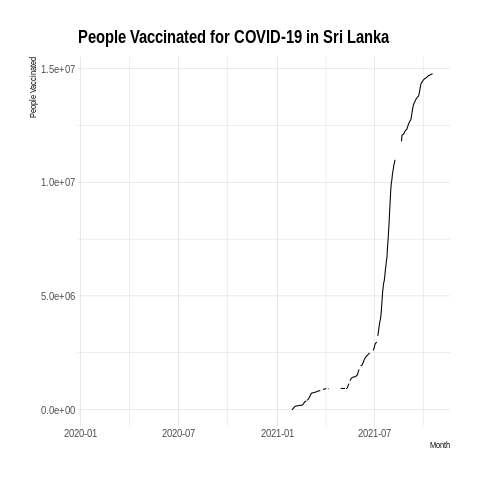 People Vaccinated for COVID-19 in Sri Lanka
People Vaccinated
1.5e+07
1.0e+07
5.0e+06
0.0e+00
2020-01 2020-07 2021-01 2021-07
Month